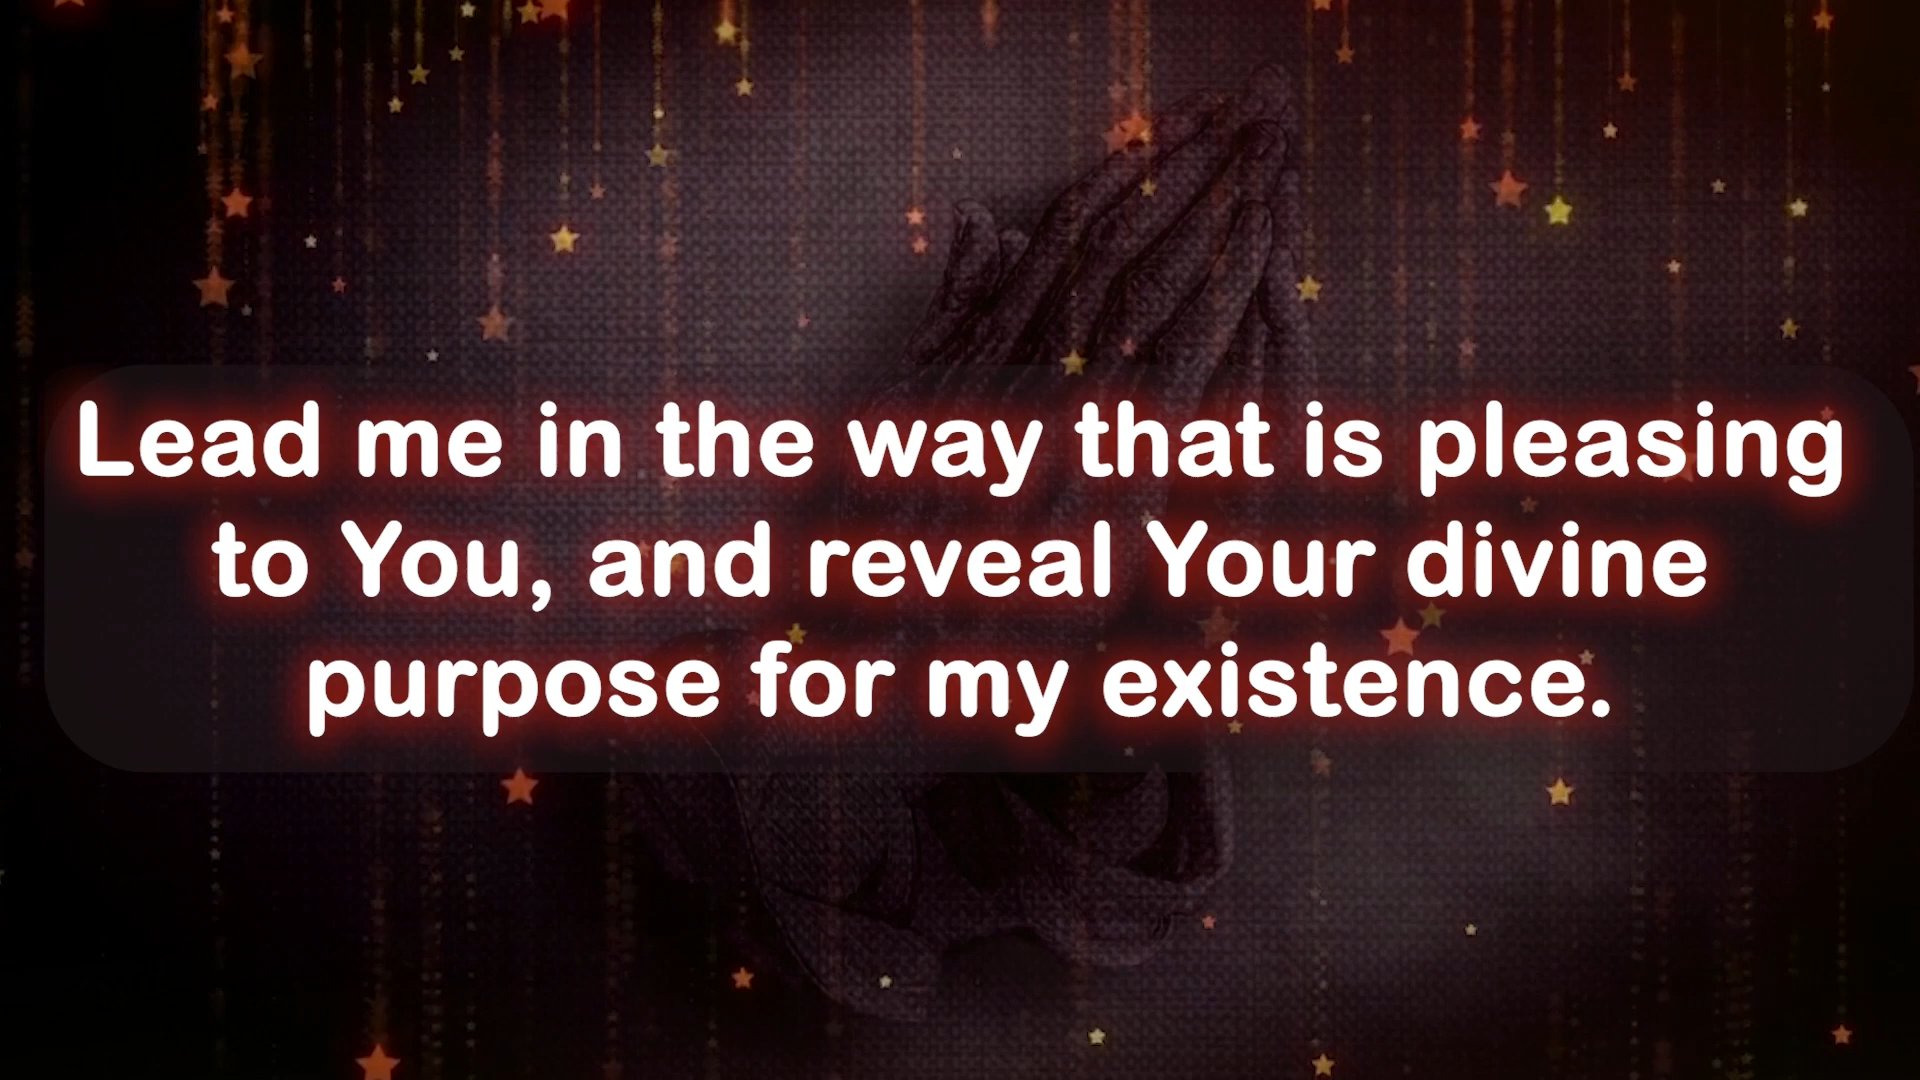 Lead me in the way that is pleasing
to You, and reveal Your divine
purpose for my existence.